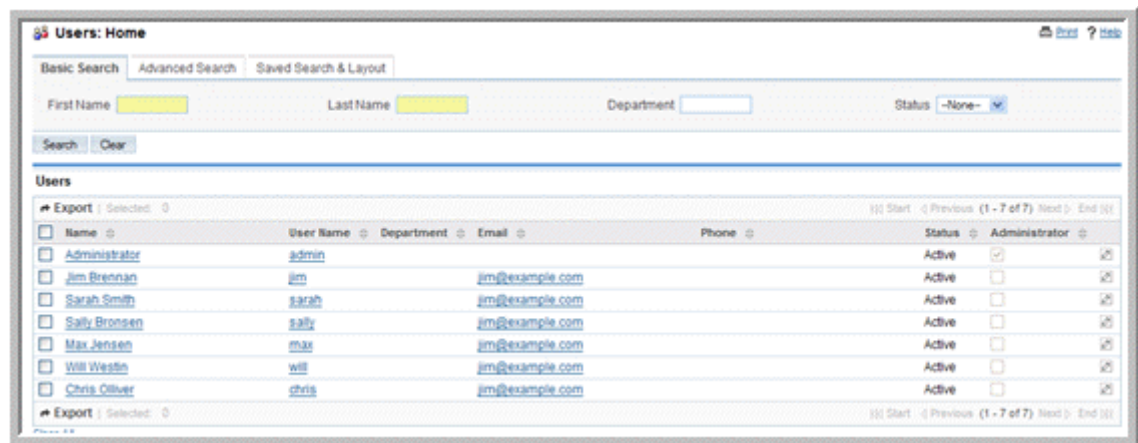 Users: Home Print ? Help
Basic Search Advanced Search Saved Search & Layout
First Name Last Name Department Status --None--
Search Clear
Users
Export | Selected: 0 Start Previous (1 - 7 of 7) Next End
Name User Name Department Email Phone Status Administrator
Administrator admin Active
Jim Brennan jim jim@example.com Active
Sarah Smith sarah jim@example.com Active
Sally Bronsen sally jim@example.com Active
Max Jensen max jim@example.com Active
Will Westin will jim@example.com Active
Chris Olliver chris jim@example.com Active
Export | Selected: 0 Start Previous (1 - 7 of 7) Next End